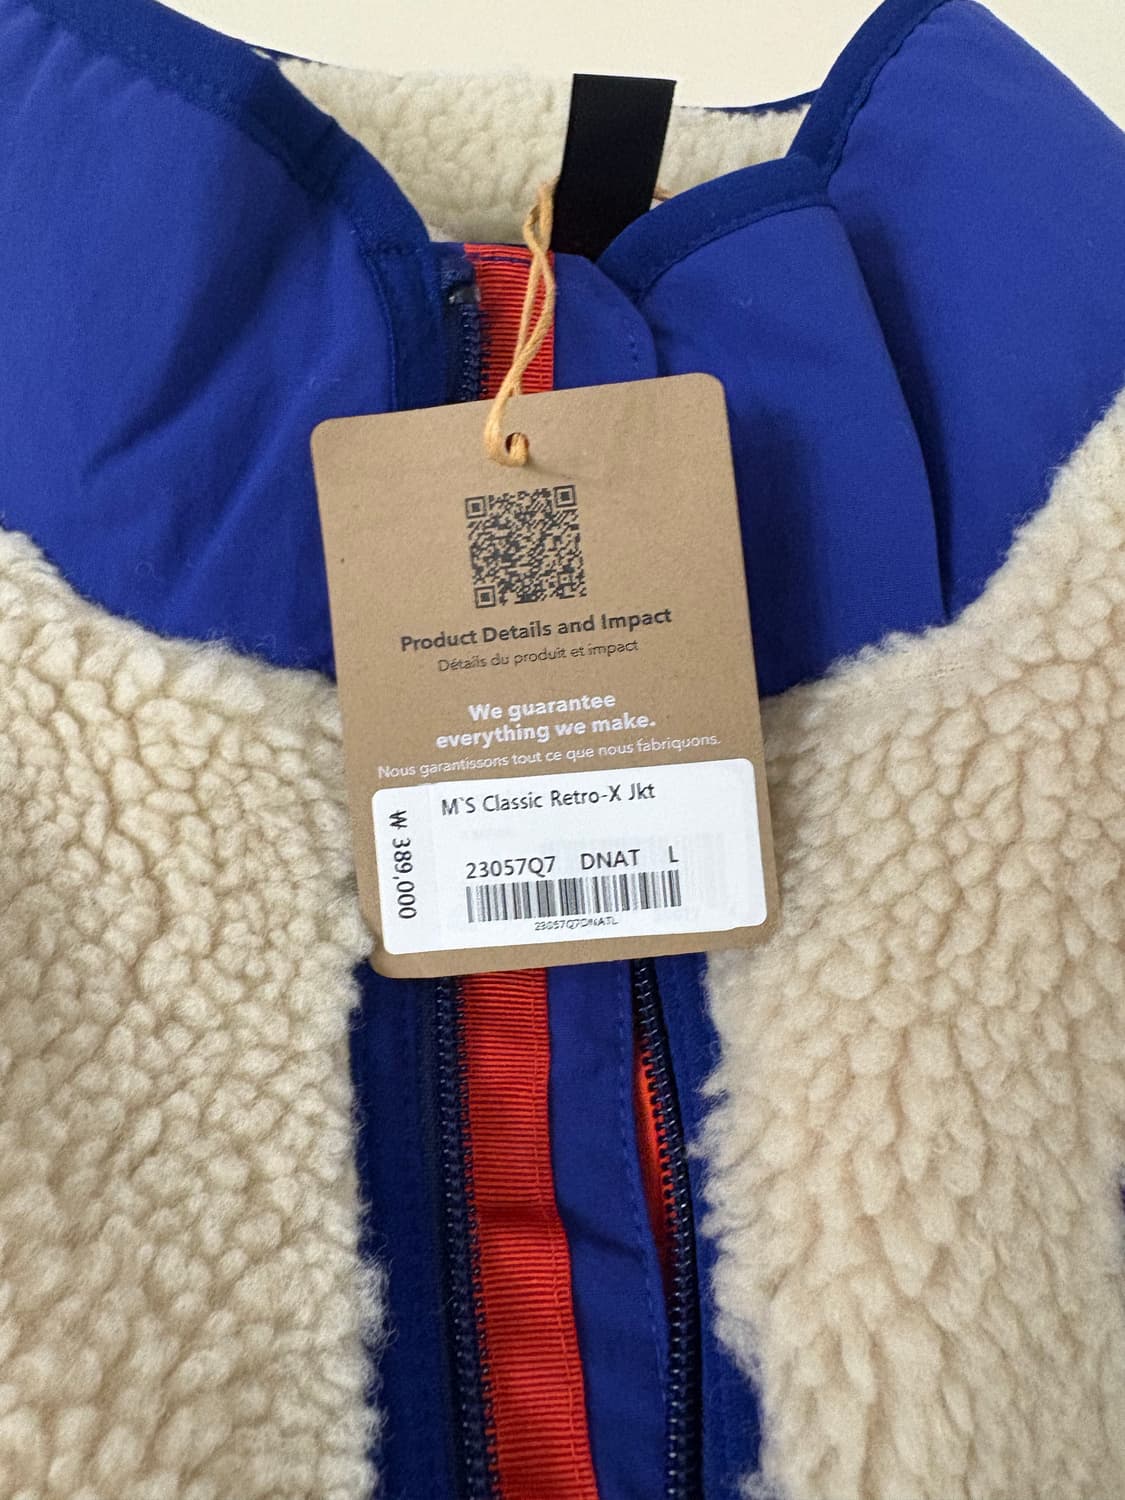 Product Details and Impact
Détails du produit et impact
We guarantee
everything we make.
Nous garantissons tout ce que nous fabriquons.
M`S Classic Retro-X Jkt
₩ 389,000
23057Q7 DNAT L
23057Q7DNATL